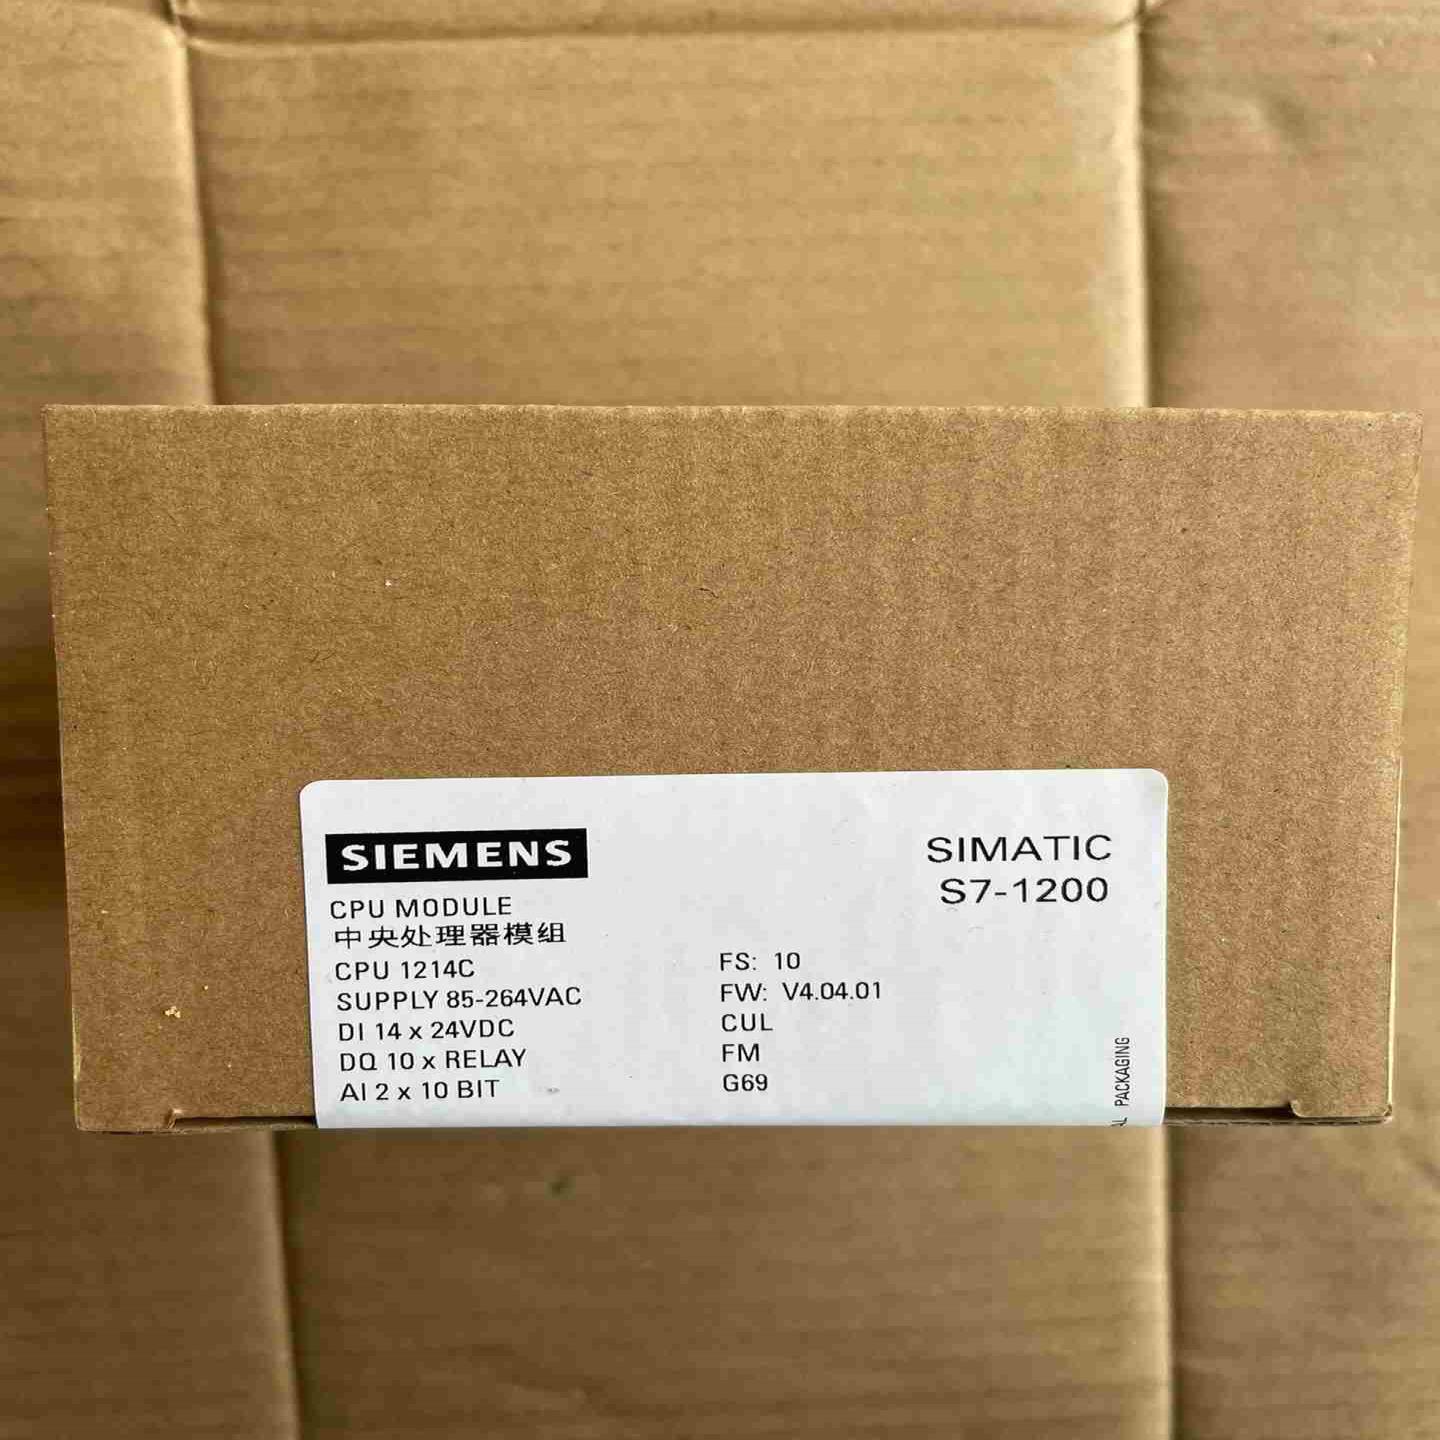 SIEMENS
SIMATIC
S7-1200
CPU MODULE
中央处理器模组
CPU 1214C
SUPPLY 85-264VAC
DI 14 x 24VDC
DQ 10 x RELAY
AI 2 x 10 BIT
FS: 10
FW: V4.04.01
CUL
FM
G69
PACKAGING